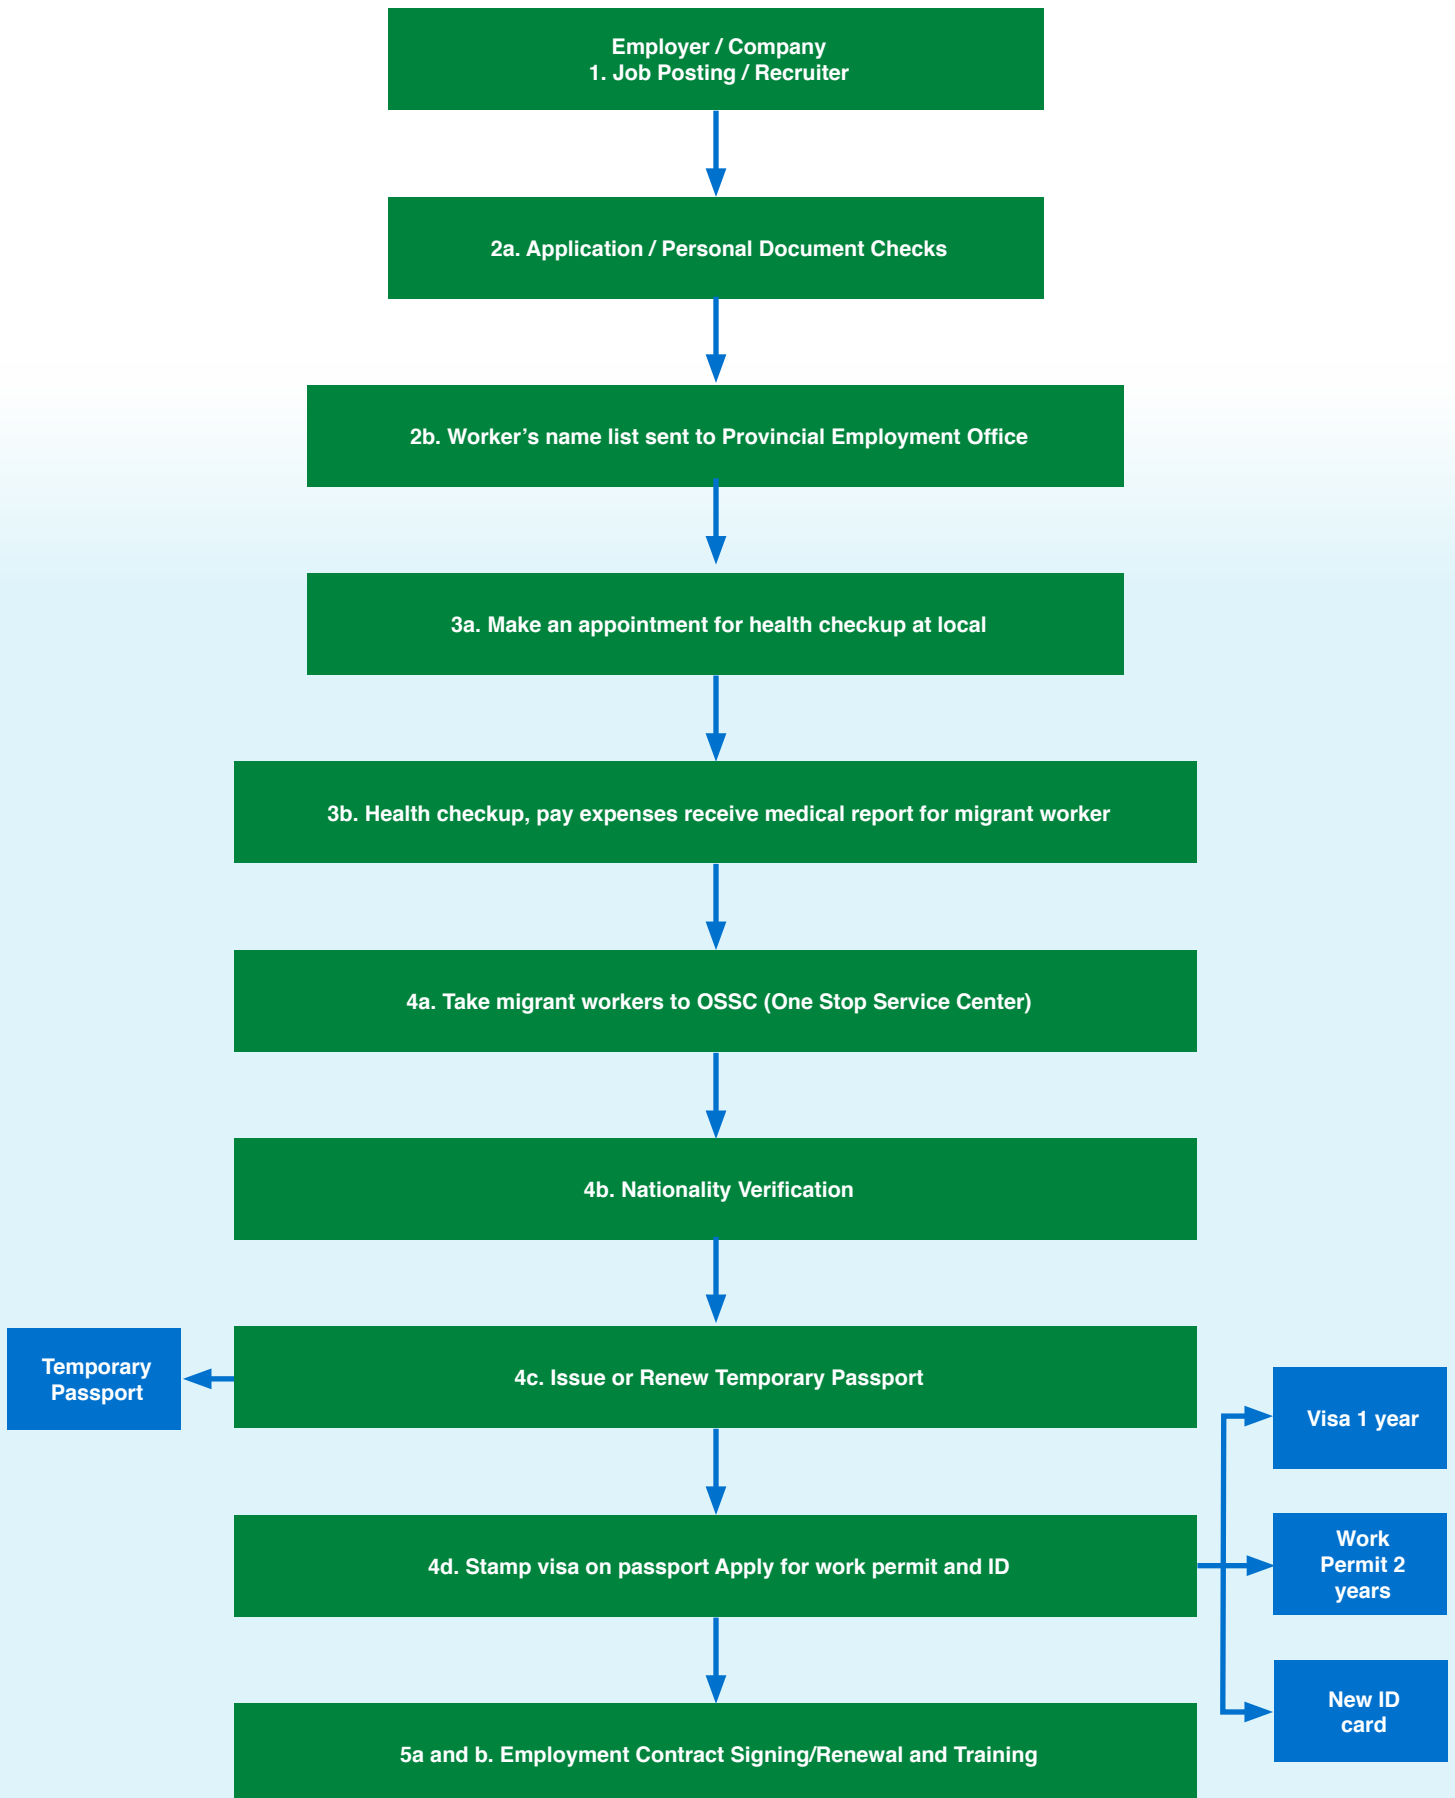 Employer / Company
1. Job Posting / Recruiter
2a. Application / Personal Document Checks
2b. Worker’s name list sent to Provincial Employment Office
3a. Make an appointment for health checkup at local
3b. Health checkup, pay expenses receive medical report for migrant worker
4a. Take migrant workers to OSSC (One Stop Service Center)
4b. Nationality Verification
4c. Issue or Renew Temporary Passport
Temporary
Passport
4d. Stamp visa on passport Apply for work permit and ID
Visa 1 year
Work
Permit 2
years
New ID
card
5a and b. Employment Contract Signing/Renewal and Training